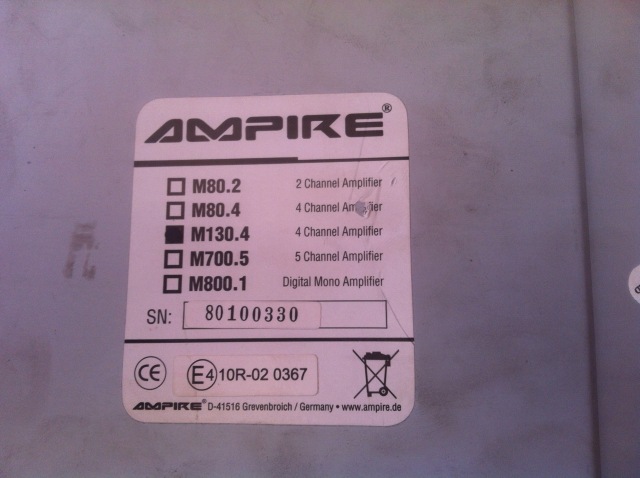 AMPIRE®
M80.2 2 Channel Amplifier
M80.4 4 Channel Amplifier
M130.4 4 Channel Amplifier
M700.5 5 Channel Amplifier
M800.1 Digital Mono Amplifier
SN: 80100330
CE E4 10R-02 0367
AMPIRE® D-41516 Grevenbroich / Germany • www.ampire.de